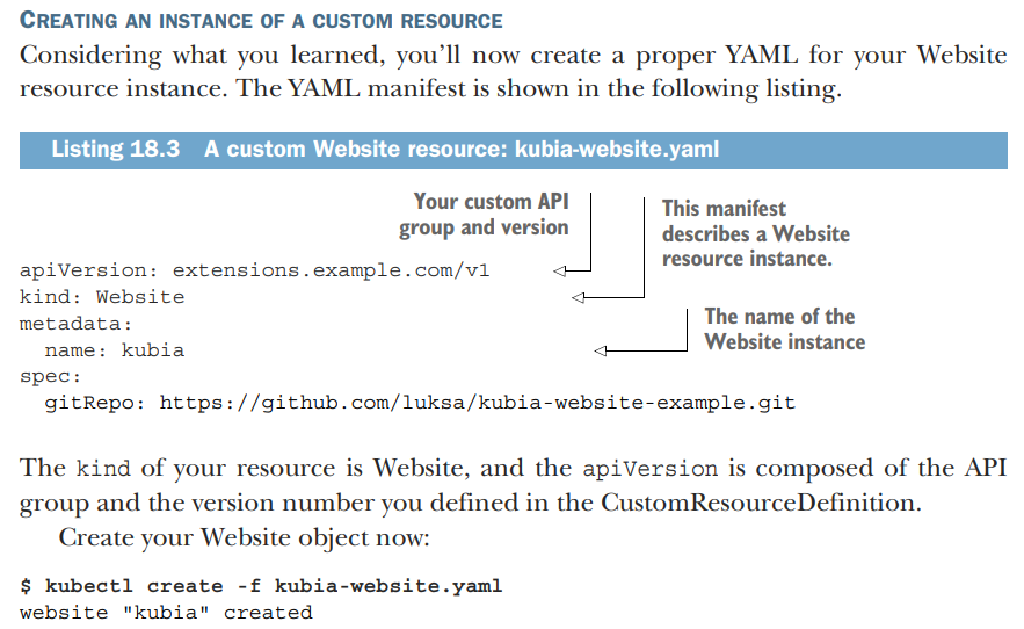 CREATING AN INSTANCE OF A CUSTOM RESOURCE
Considering what you learned, you’ll now create a proper YAML for your Website
resource instance. The YAML manifest is shown in the following listing.
Listing 18.3 A custom Website resource: kubia-website.yaml
Your custom API
group and version
This manifest
describes a Website
resource instance.
apiVersion: extensions.example.com/v1
kind: Website
metadata:
The name of the
Website instance
  name: kubia
spec:
  gitRepo: https://github.com/luksa/kubia-website-example.git
The kind of your resource is Website, and the apiVersion is composed of the API
group and the version number you defined in the CustomResourceDefinition.
Create your Website object now:
$ kubectl create -f kubia-website.yaml
website "kubia" created